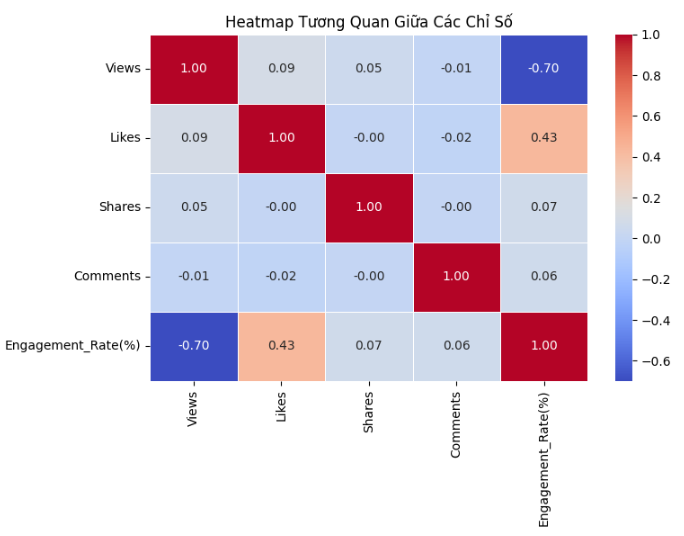 Heatmap Tương Quan Giữa Các Chỉ Số
Views 1.00 0.09 0.05 -0.01 -0.70
Likes 0.09 1.00 -0.00 -0.02 0.43
Shares 0.05 -0.00 1.00 -0.00 0.07
Comments -0.01 -0.02 -0.00 1.00 0.06
Engagement_Rate(%) -0.70 0.43 0.07 0.06 1.00
Views Likes Shares Comments Engagement_Rate(%)
1.0
0.8
0.6
0.4
0.2
0.0
−0.2
−0.4
−0.6